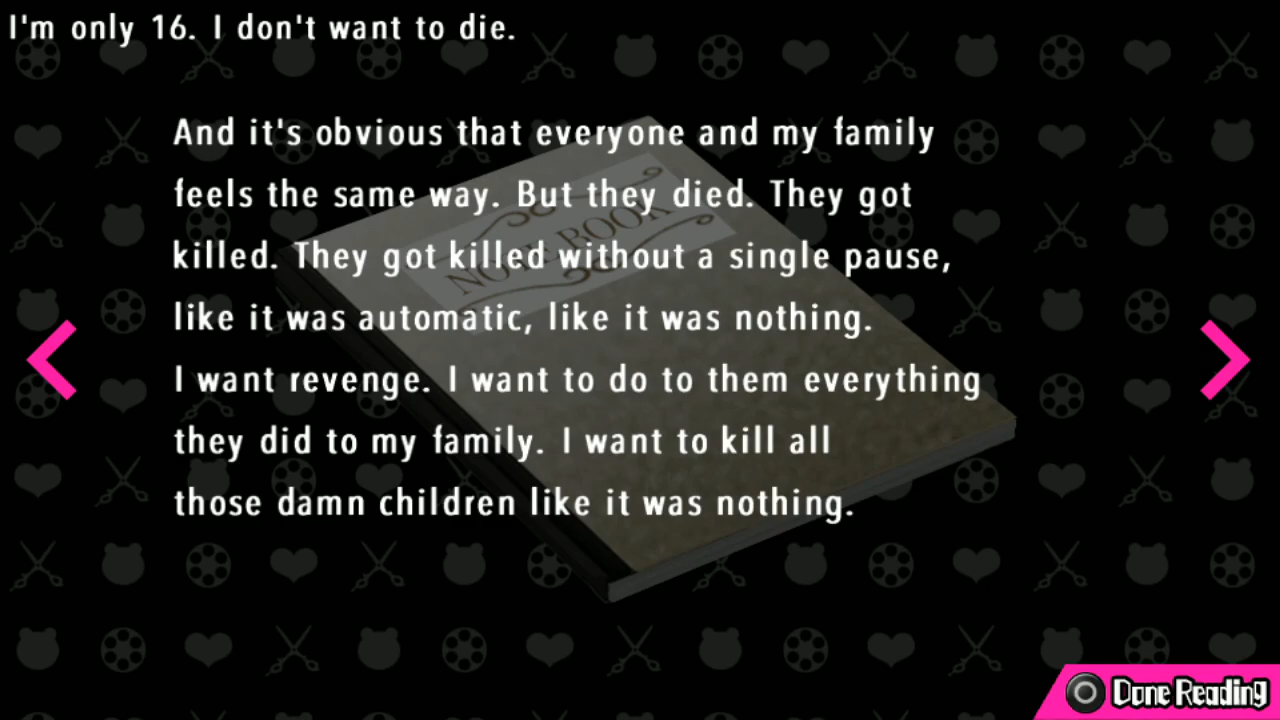 I'm only 16. I don't want to die.
And it's obvious that everyone and my family
feels the same way. But they died. They got
killed. They got killed without a single pause,
like it was automatic, like it was nothing.
I want revenge. I want to do to them everything
they did to my family. I want to kill all
those damn children like it was nothing.
NOTE BOOK
Done Reading